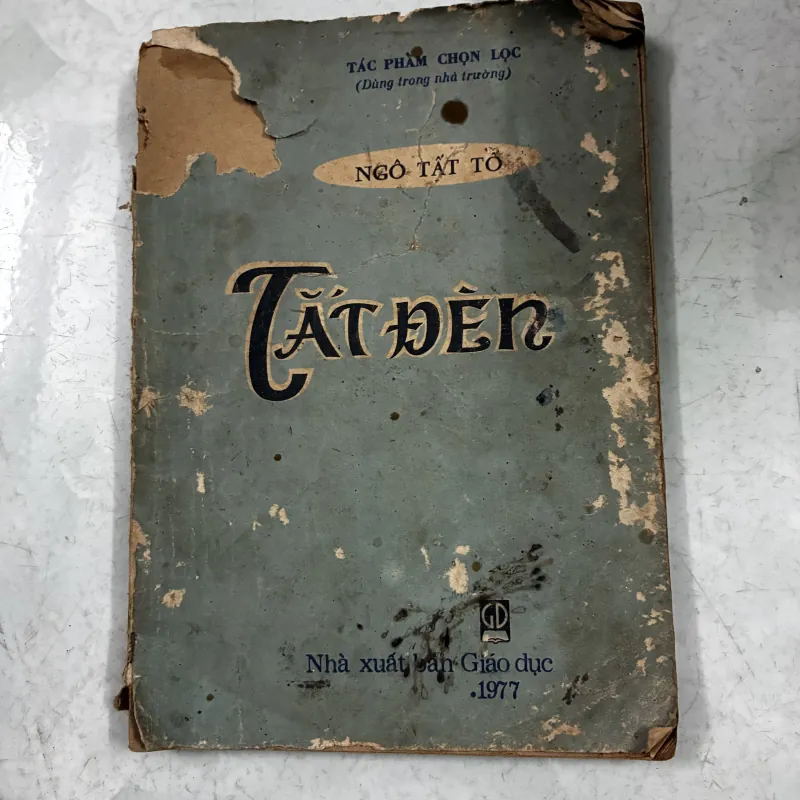 TÁC PHẨM CHỌN LỌC
(Dùng trong nhà trường)
NGÔ TẤT TỐ
TẮT ĐÈN
GD
Nhà xuất bản Giáo dục
1977